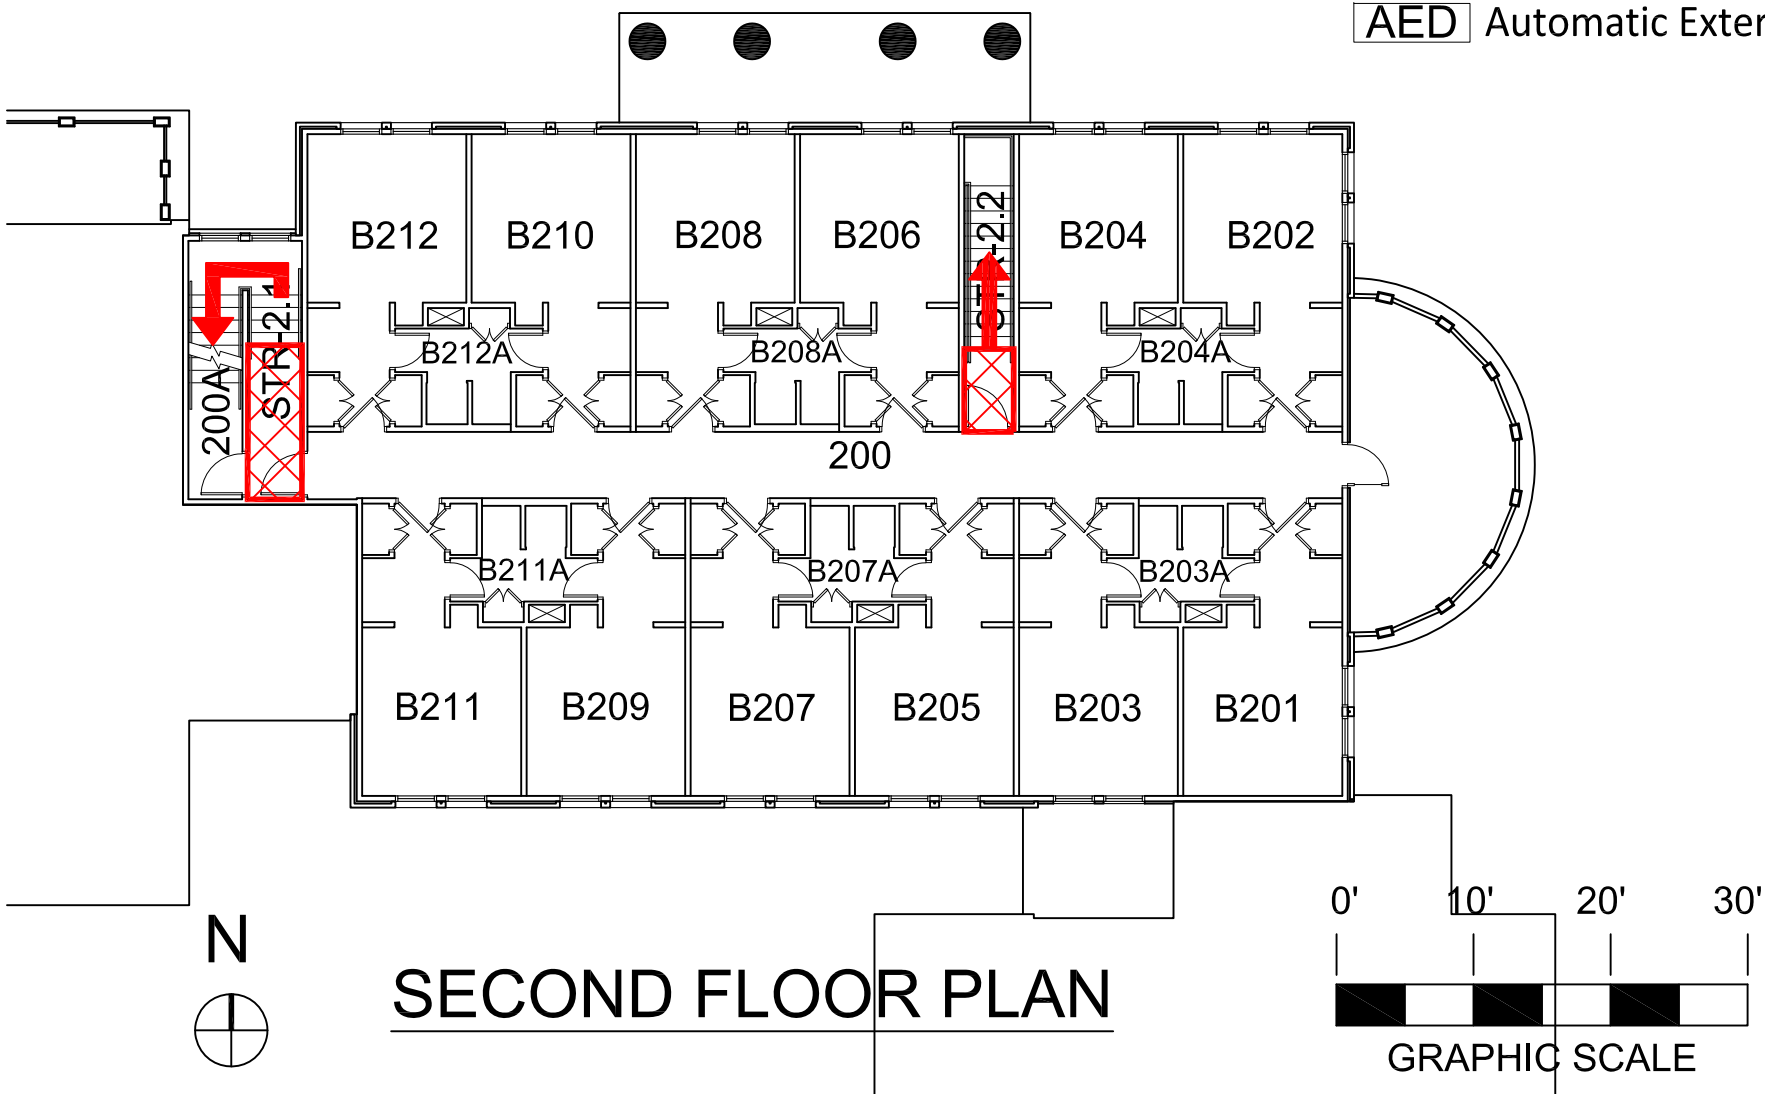 AED Automatic Exter
B212 B210 B208 B206 STR-2.2 B204 B202
STR-2.1
200A
B212A B208A B204A
200
B211A B207A B203A
B211 B209 B207 B205 B203 B201
N
SECOND FLOOR PLAN
0' 10' 20' 30'
GRAPHIC SCALE